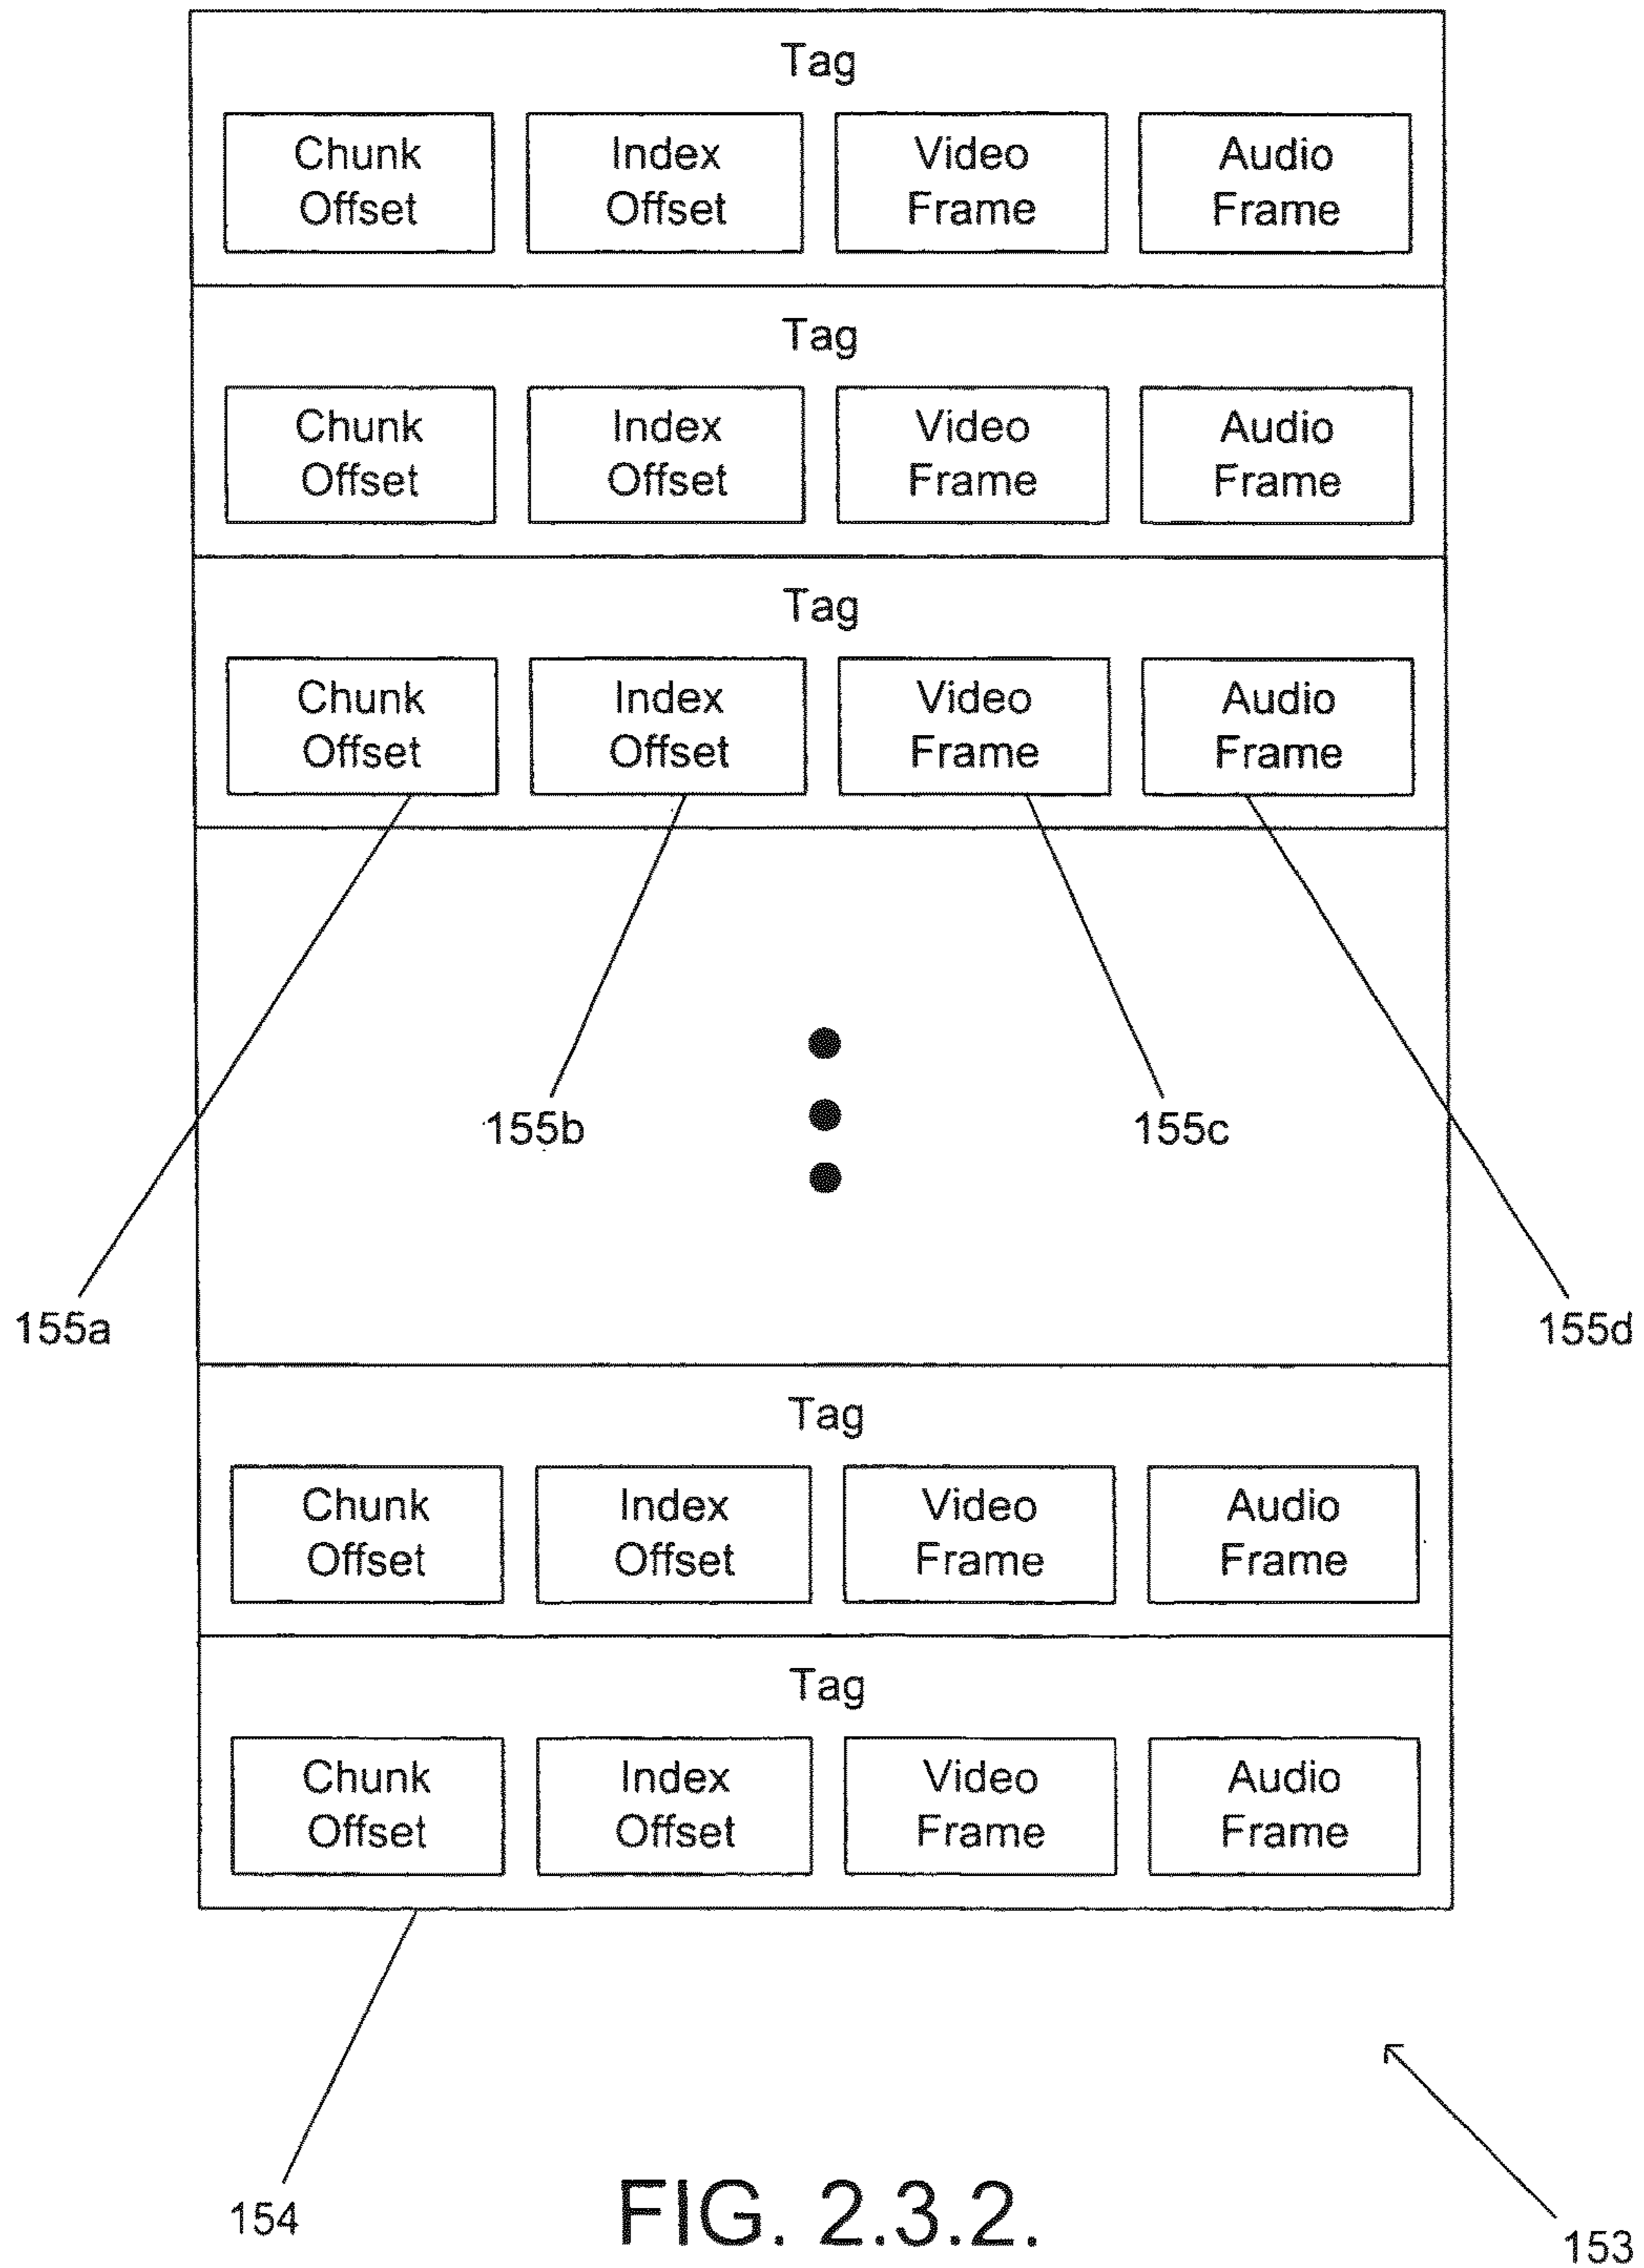 Tag
Chunk Offset
Index Offset
Video Frame
Audio Frame
Tag
Chunk Offset
Index Offset
Video Frame
Audio Frame
Tag
Chunk Offset
Index Offset
Video Frame
Audio Frame
155b
155c
155a
155d
Tag
Chunk Offset
Index Offset
Video Frame
Audio Frame
Tag
Chunk Offset
Index Offset
Video Frame
Audio Frame
154
FIG. 2.3.2.
153